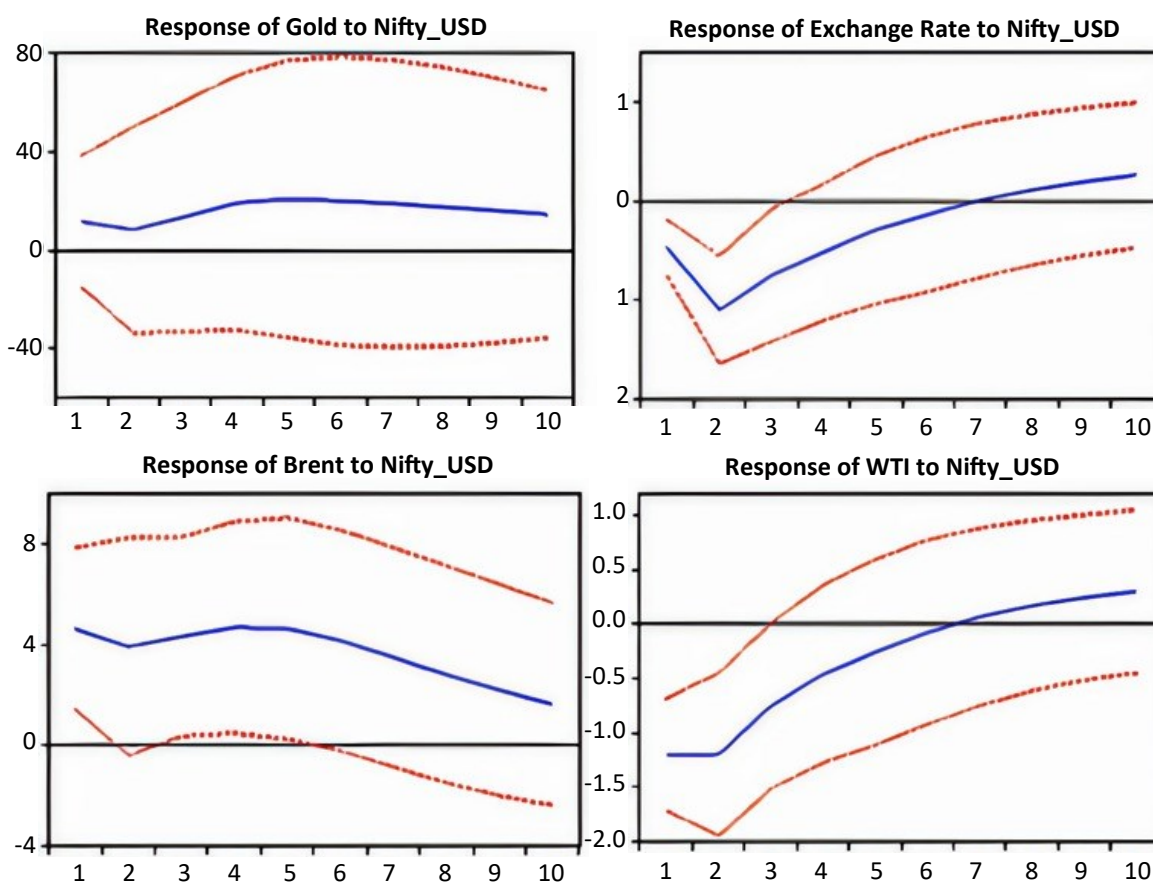 Response of Gold to Nifty_USD
80
40
0
-40
1 2 3 4 5 6 7 8 9 10
Response of Exchange Rate to Nifty_USD
1
0
1
2
1 2 3 4 5 6 7 8 9 10
Response of Brent to Nifty_USD
8
4
0
-4
1 2 3 4 5 6 7 8 9 10
Response of WTI to Nifty_USD
1.0
0.5
0.0
-0.5
-1.0
-1.5
-2.0
1 2 3 4 5 6 7 8 9 10